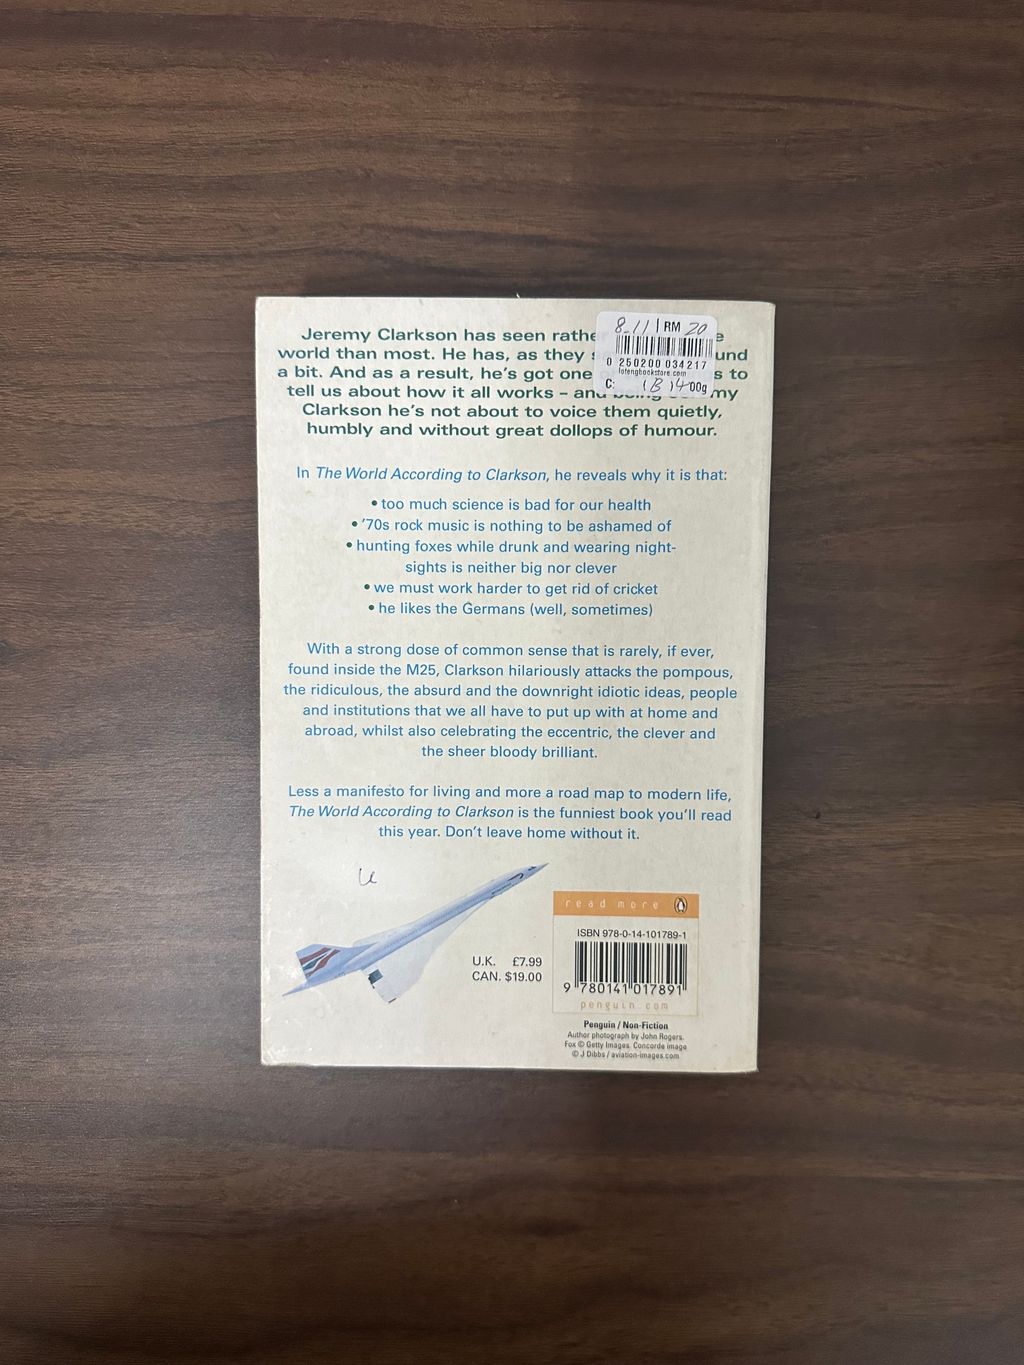 Jeremy Clarkson has seen rathe e
world than most. He has, as they s und
a bit. And as a result, he's got one s to
tell us about how it all works – and being my
Clarkson he's not about to voice them quietly,
humbly and without great dollops of humour.
8-11 RM 20
0 250200 034217
lotengbookstore.com
C: (B) 400g
In The World According to Clarkson, he reveals why it is that:
• too much science is bad for our health
• '70s rock music is nothing to be ashamed of
• hunting foxes while drunk and wearing night-
sights is neither big nor clever
• we must work harder to get rid of cricket
• he likes the Germans (well, sometimes)
With a strong dose of common sense that is rarely, if ever,
found inside the M25, Clarkson hilariously attacks the pompous,
the ridiculous, the absurd and the downright idiotic ideas, people
and institutions that we all have to put up with at home and
abroad, whilst also celebrating the eccentric, the clever and
the sheer bloody brilliant.
Less a manifesto for living and more a road map to modern life,
The World According to Clarkson is the funniest book you'll read
this year. Don't leave home without it.
read more
ISBN 978-0-14-101789-1
U.K. £7.99
CAN. $19.00
9 780141 017891
penguin.com
Penguin / Non-Fiction
Author photograph by John Rogers.
Fox © Getty Images. Concorde image
© J Dibbs / aviation-images.com